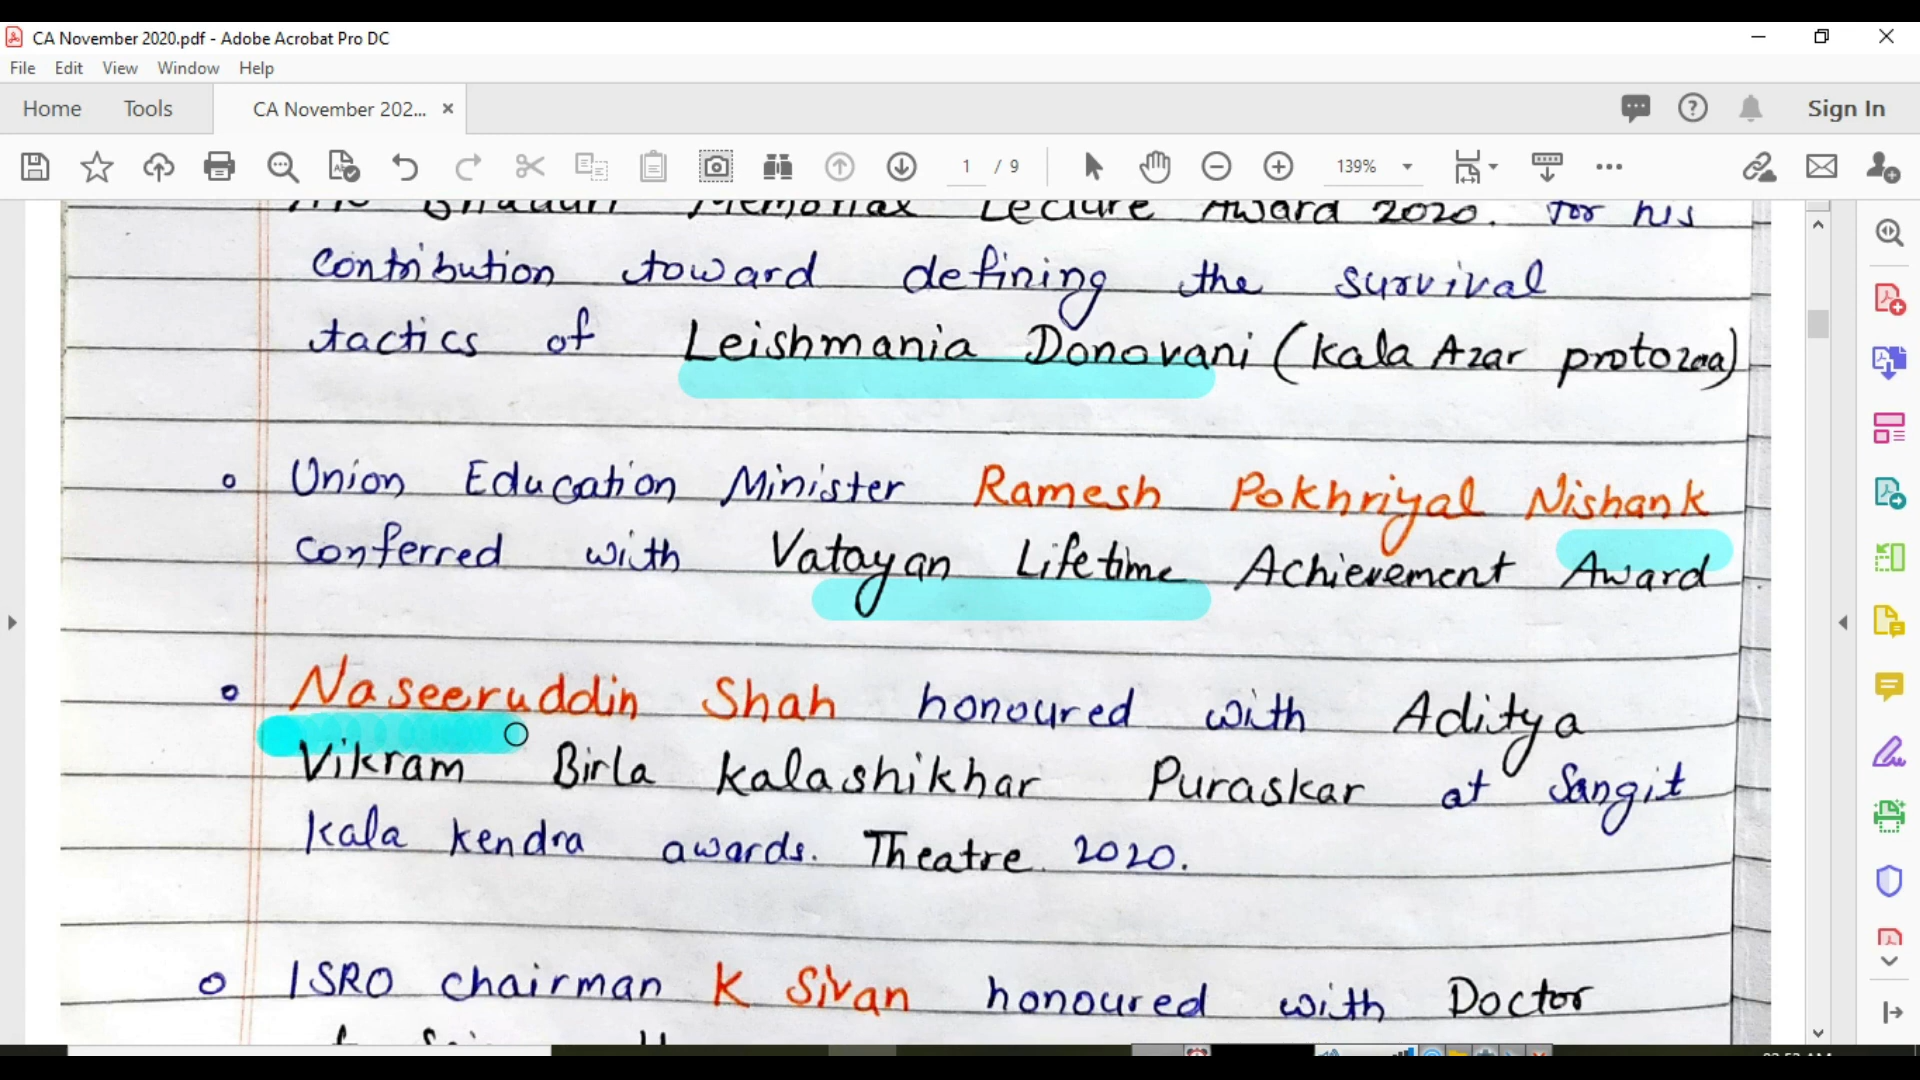 CA November 2020.pdf - Adobe Acrobat Pro DC
File Edit View Window Help
Home Tools CA November 202... × Sign In
1 / 9 139%
Bhaduri Memorial Lecture Award 2020. for his
contribution toward defining the survival
tactics of Leishmania Donovani (Kala Azar protozoa)
Union Education Minister Ramesh Pokhriyal Nishank
conferred with Vatayan Lifetime Achievement Award
Naseeruddin Shah honoured with Aditya
Vikram Birla Kalashikhar Puraskar at Sangit
kala kendra awards. Theatre 2020.
ISRO chairman K Sivan honoured with Doctor